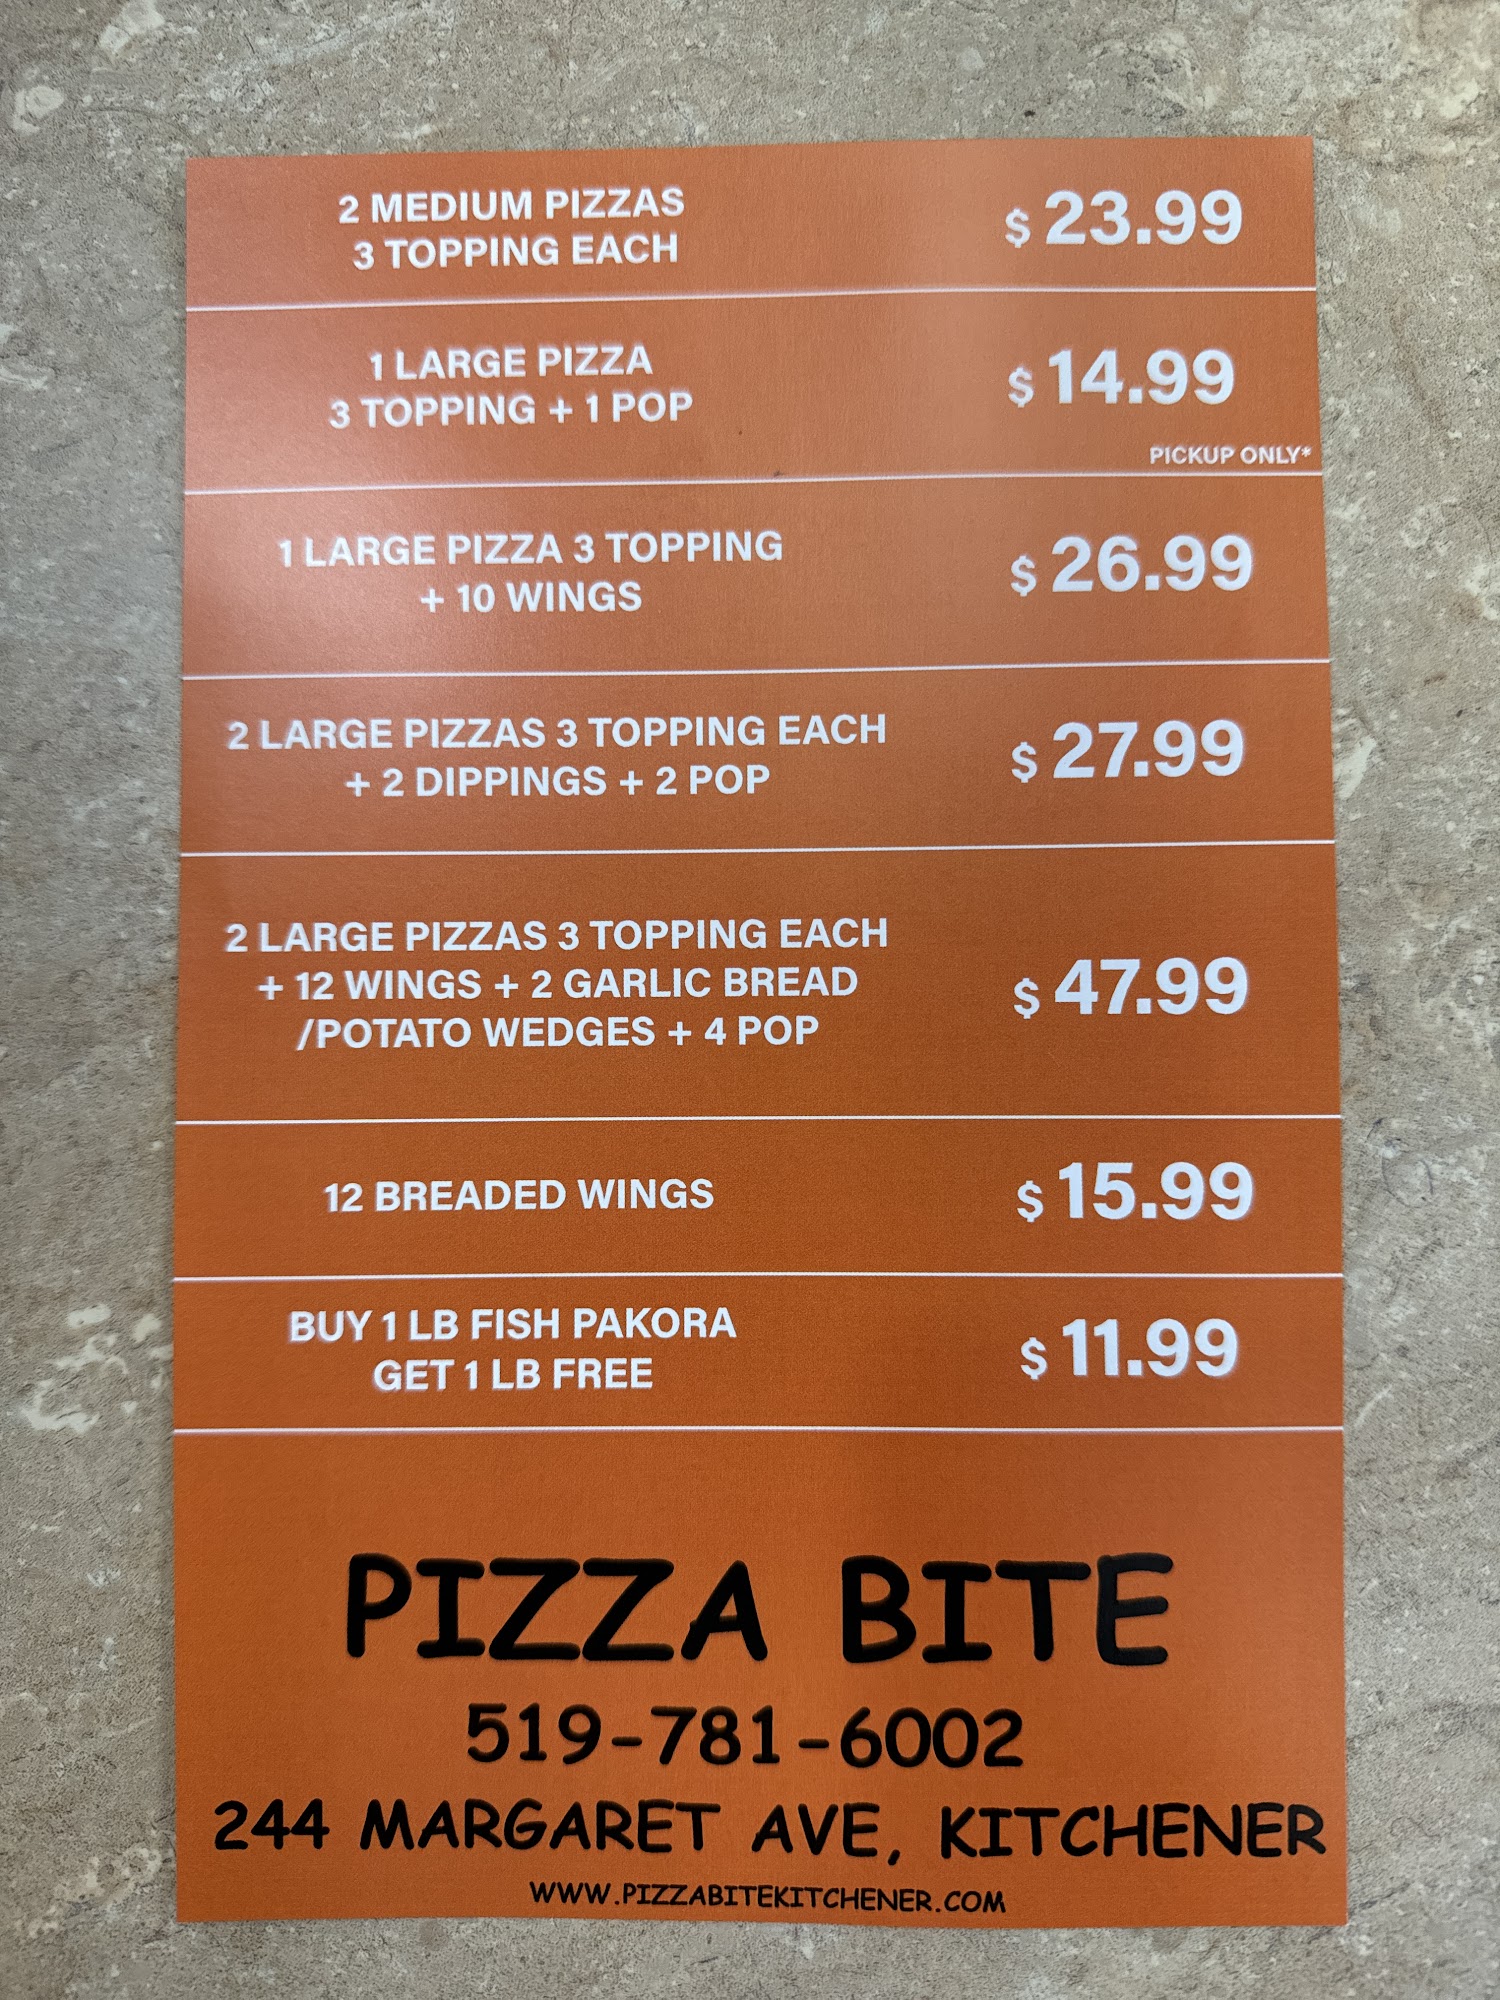 2 MEDIUM PIZZAS
3 TOPPING EACH
$ 23.99
1 LARGE PIZZA
3 TOPPING + 1 POP
$ 14.99
PICKUP ONLY*
1 LARGE PIZZA 3 TOPPING
+ 10 WINGS
$ 26.99
2 LARGE PIZZAS 3 TOPPING EACH
+ 2 DIPPINGS + 2 POP
$ 27.99
2 LARGE PIZZAS 3 TOPPING EACH
+ 12 WINGS + 2 GARLIC BREAD
/POTATO WEDGES + 4 POP
$ 47.99
12 BREADED WINGS
$ 15.99
BUY 1 LB FISH PAKORA
GET 1 LB FREE
$ 11.99
PIZZA BITE
519-781-6002
244 MARGARET AVE, KITCHENER
WWW.PIZZABITEKITCHENER.COM